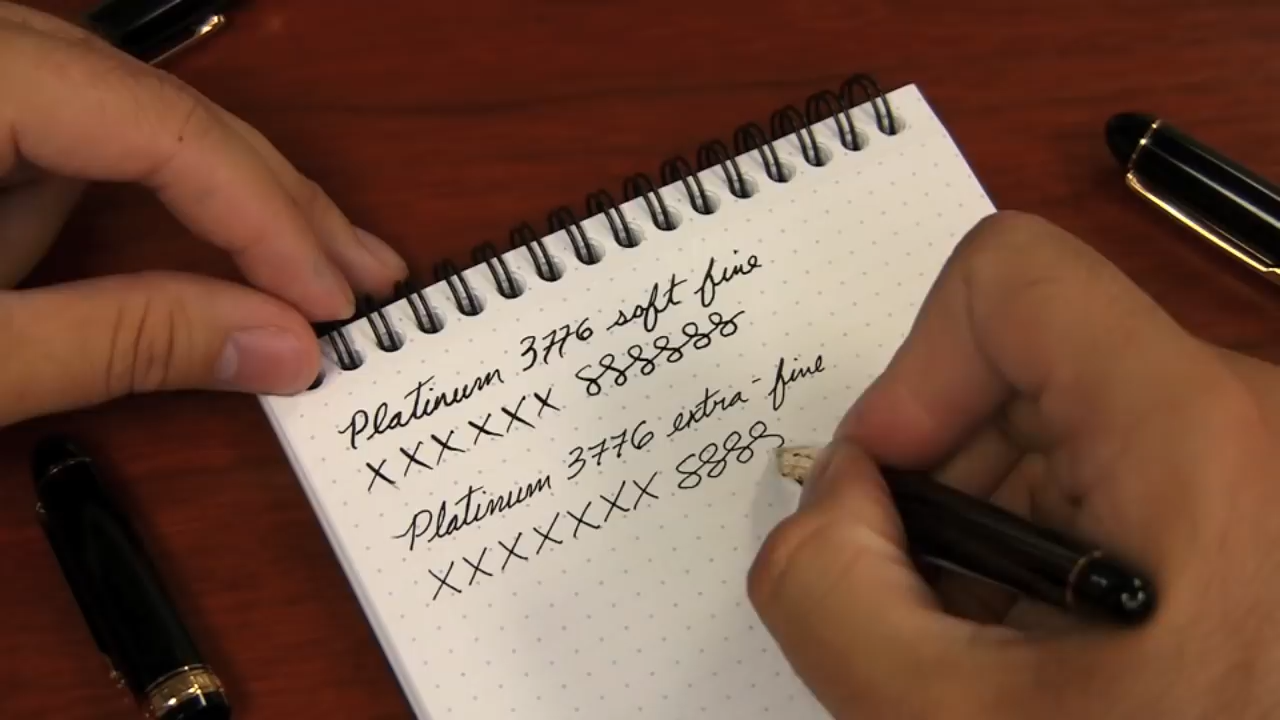 Platinum 3776 soft fine
xxxxxx 888888
Platinum 3776 extra-fine
xxxxxxx 8888